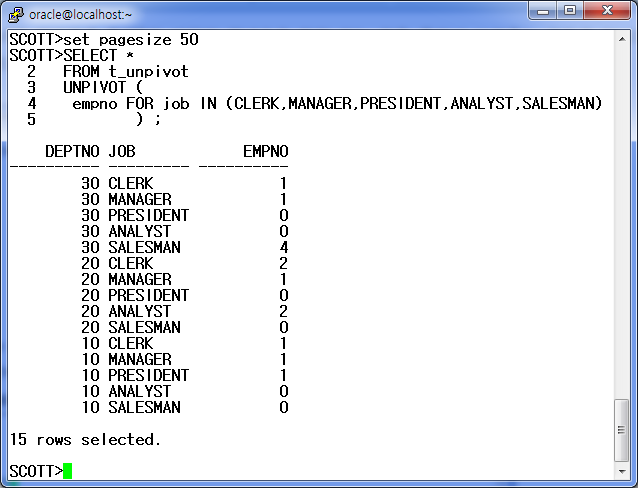 oracle@localhost:~
SCOTT>set pagesize 50
SCOTT>SELECT *
  2   FROM t_unpivot
  3   UNPIVOT (
  4    empno FOR job IN (CLERK,MANAGER,PRESIDENT,ANALYST,SALESMAN)
  5           ) ;
    DEPTNO JOB            EMPNO
---------- --------- ----------
        30 CLERK              1
        30 MANAGER            1
        30 PRESIDENT          0
        30 ANALYST            0
        30 SALESMAN           4
        20 CLERK              2
        20 MANAGER            1
        20 PRESIDENT          0
        20 ANALYST            2
        20 SALESMAN           0
        10 CLERK              1
        10 MANAGER            1
        10 PRESIDENT          1
        10 ANALYST            0
        10 SALESMAN           0
15 rows selected.
SCOTT>